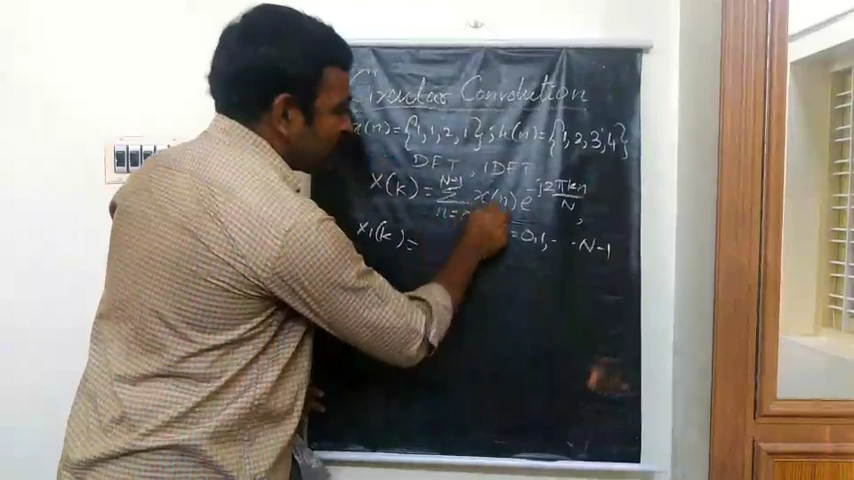 Circular Convolution
x(n)={1,1,2,1}; h(n)={1,2,3,4}
DFT, IDFT
X(k)= N-1 Σ n=0 x(n) e -j2πkn/N,
X1(k)= =0,1,- -N-1